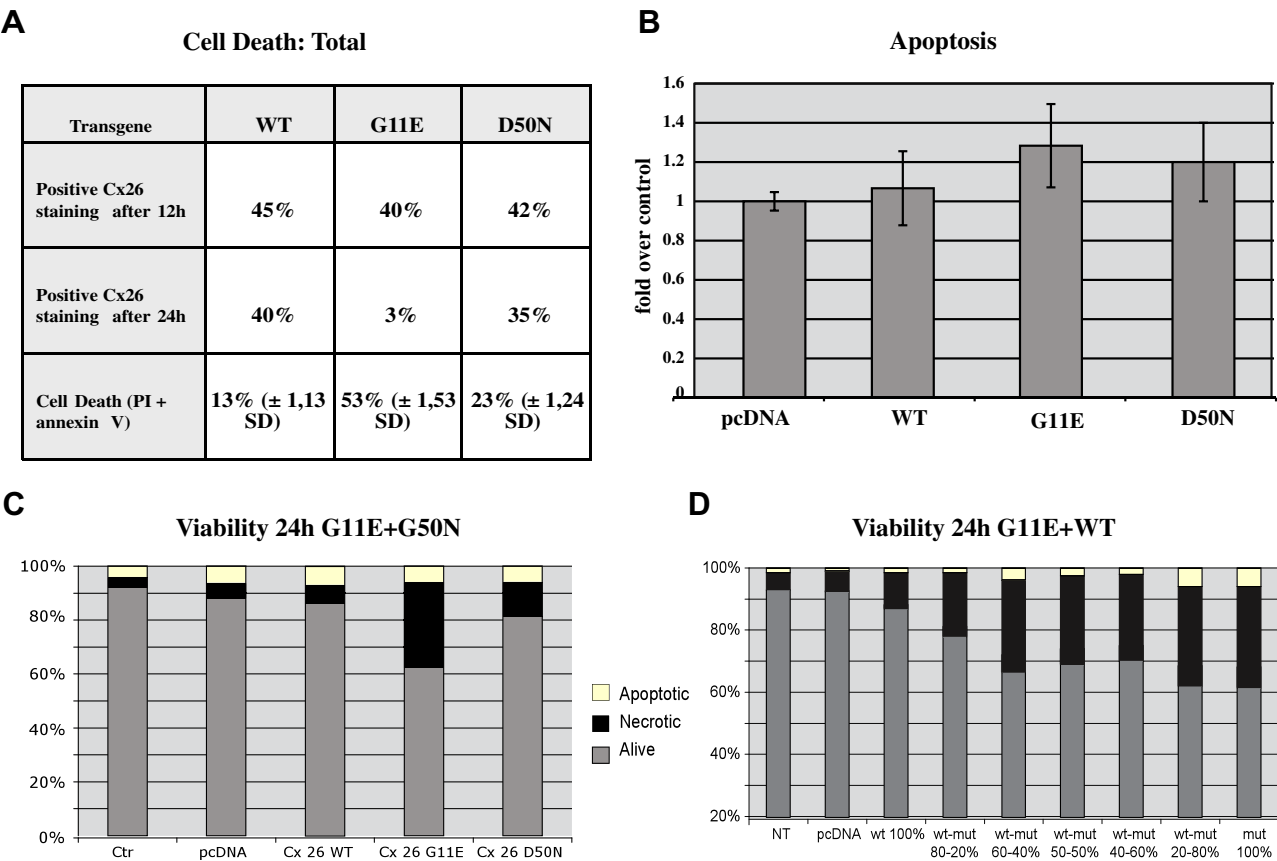 A
Cell Death: Total
Transgene WT G11E D50N
Positive Cx26
staining after 12h 45% 40% 42%
Positive Cx26
staining after 24h 40% 3% 35%
Cell Death (PI +
annexin V) 13% (± 1,13 SD) 53% (± 1,53 SD) 23% (± 1,24 SD)
B
Apoptosis
fold over control
1.6
1.4
1.2
1
0.8
0.6
0.4
0.2
0
pcDNA WT G11E D50N
C
Viability 24h G11E+G50N
100%
80%
60%
40%
20%
0%
Ctr pcDNA Cx 26 WT Cx 26 G11E Cx 26 D50N
Apoptotic
Necrotic
Alive
D
Viability 24h G11E+WT
100%
80%
60%
40%
20%
NT pcDNA wt 100% wt-mut 80-20% wt-mut 60-40% wt-mut 50-50% wt-mut 40-60% wt-mut 20-80% mut 100%